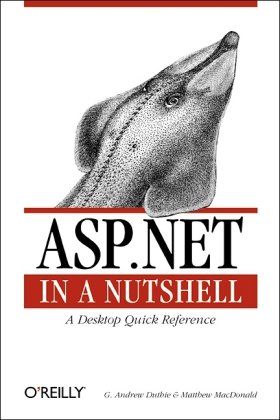 ASP.NET
IN A NUTSHELL
A Desktop Quick Reference
O'REILLY
G. Andrew Duthie & Matthew MacDonald